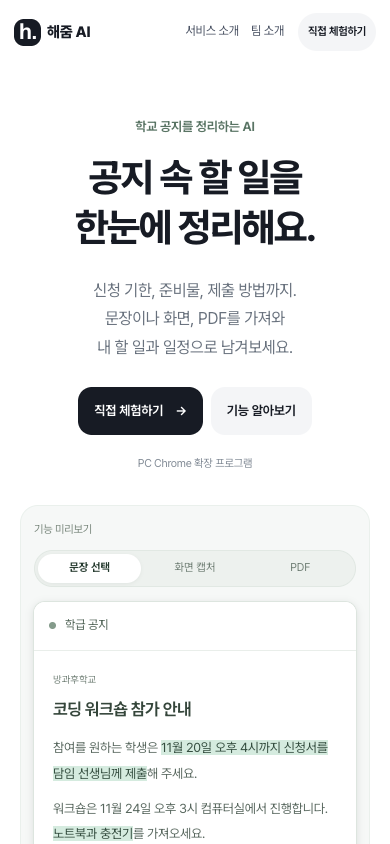 h. 해줌 AI
서비스 소개 팀 소개 직접 체험하기
학교 공지를 정리하는 AI
공지 속 할 일을
한눈에 정리해요.
신청 기한, 준비물, 제출 방법까지.
문장이나 화면, PDF를 가져와
내 할 일과 일정으로 남겨보세요.
직접 체험하기 → 기능 알아보기
PC Chrome 확장 프로그램
기능 미리보기
문장 선택 화면 캡처 PDF
학급 공지
방과후학교
코딩 워크숍 참가 안내
참여를 원하는 학생은 11월 20일 오후 4시까지 신청서를
담임 선생님께 제출해 주세요.
워크숍은 11월 24일 오후 3시 컴퓨터실에서 진행합니다.
노트북과 충전기를 가져오세요.